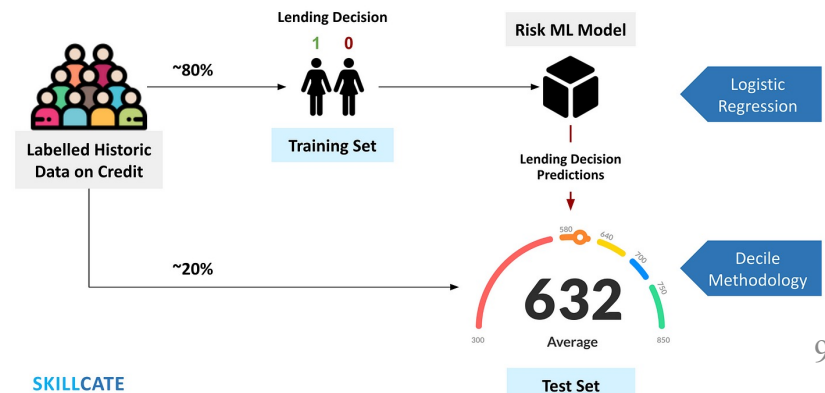 Lending Decision
1 0
Risk ML Model
~80%
Logistic
Regression
Labelled Historic
Data on Credit
Training Set
Lending Decision
Predictions
580
640
700
750
~20%
632
Decile
Methodology
300
Average
850
9
SKILLCATE
Test Set